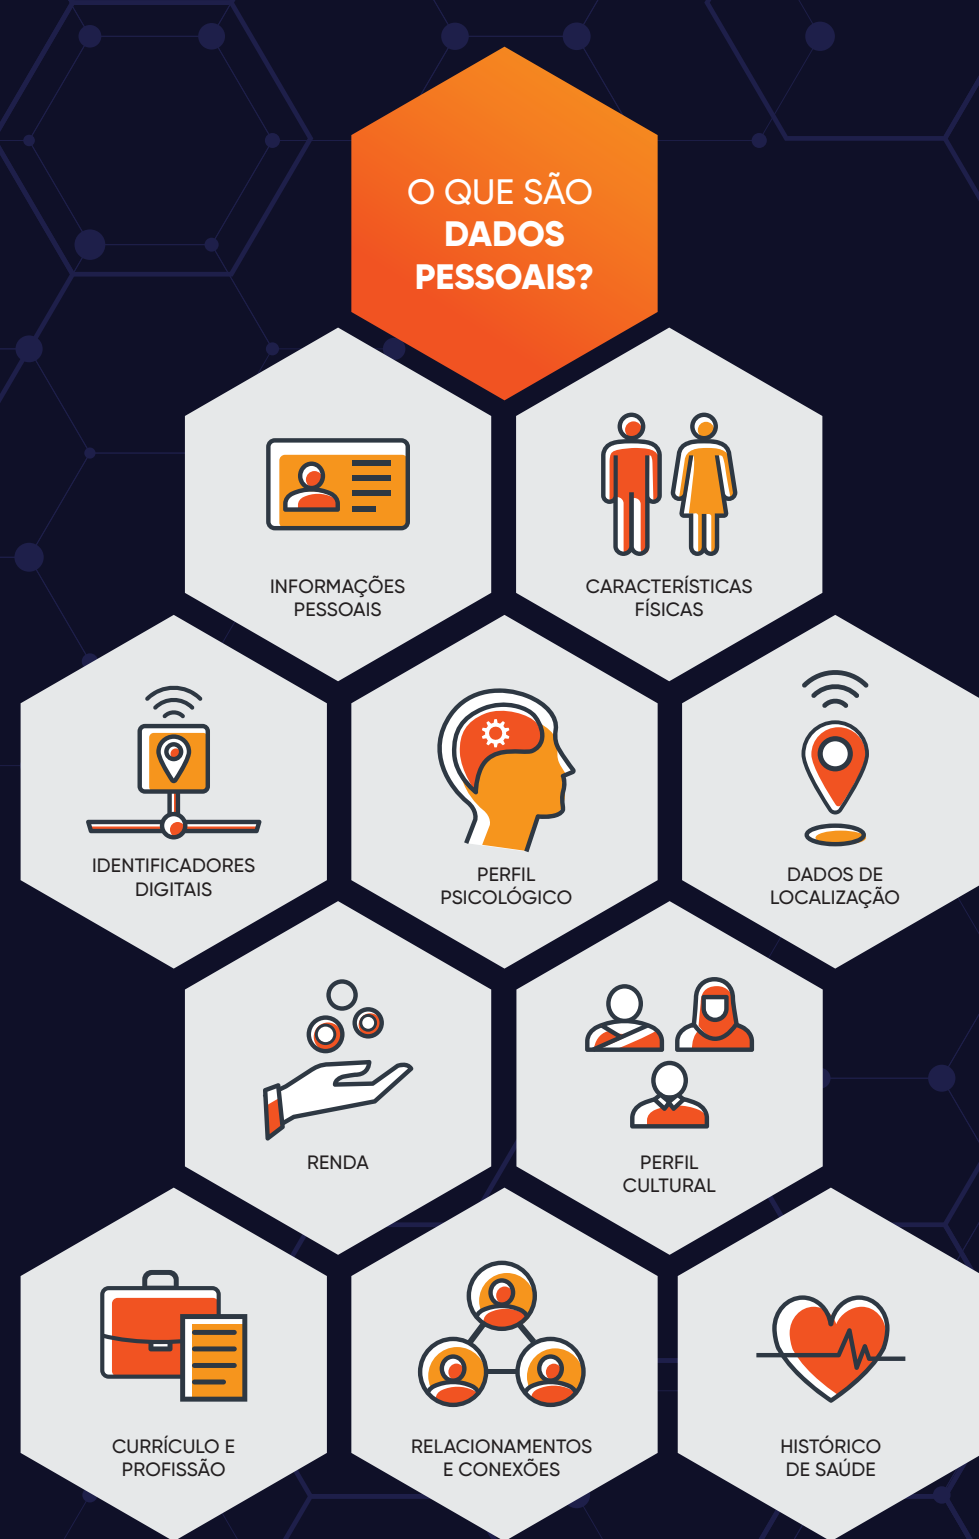 O QUE SÃO
DADOS
PESSOAIS?
INFORMAÇÕES
PESSOAIS
CARACTERÍSTICAS
FÍSICAS
IDENTIFICADORES
DIGITAIS
PERFIL
PSICOLÓGICO
DADOS DE
LOCALIZAÇÃO
RENDA
PERFIL
CULTURAL
CURRÍCULO E
PROFISSÃO
RELACIONAMENTOS
E CONEXÕES
HISTÓRICO
DE SAÚDE